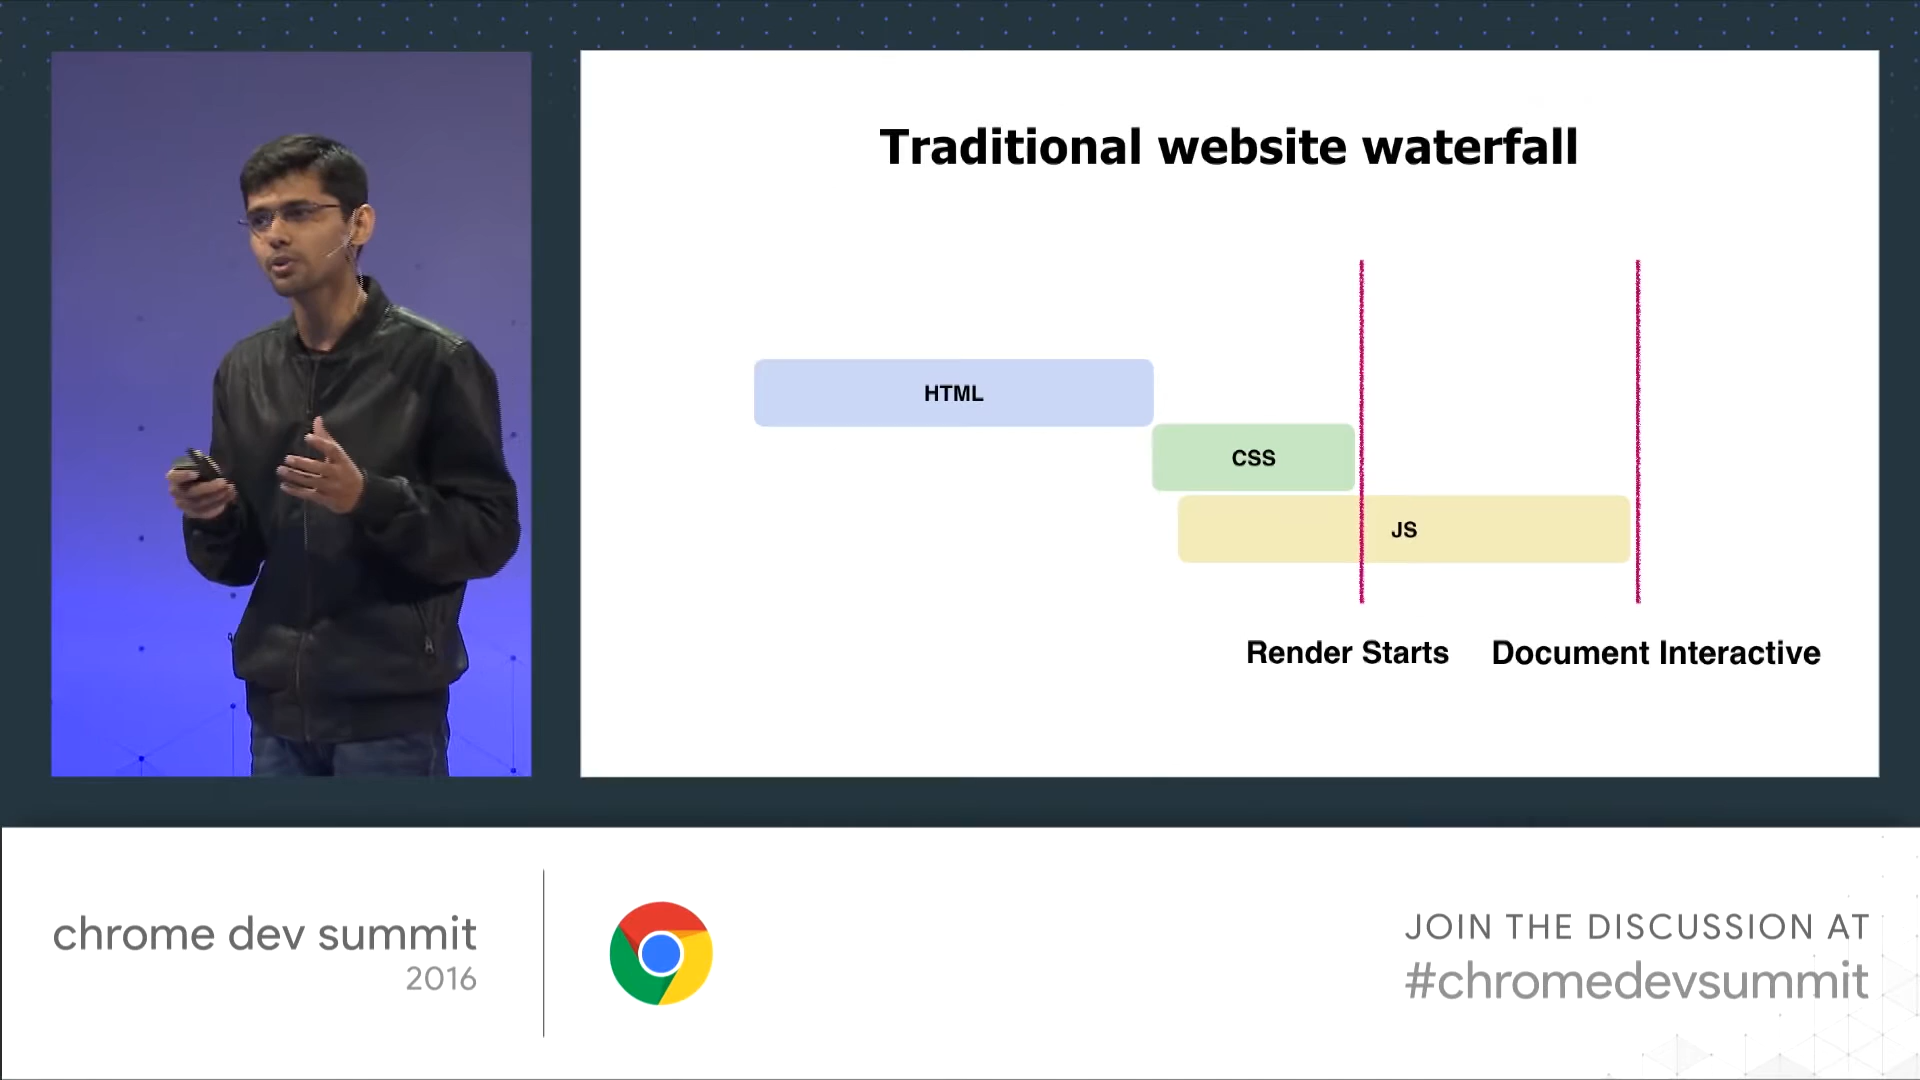 Traditional website waterfall
HTML
CSS
JS
Render Starts
Document Interactive
chrome dev summit
2016
JOIN THE DISCUSSION AT
#chromedevsummit